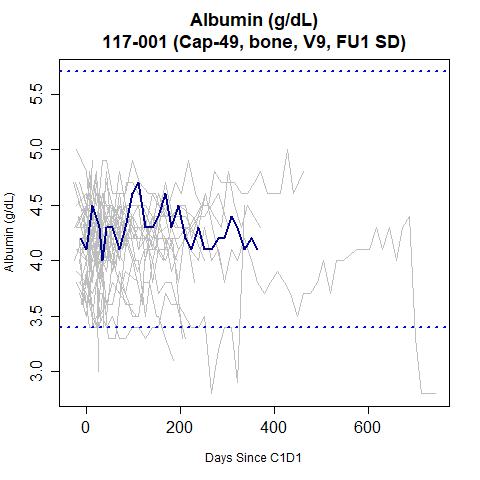 Albumin (g/dL)
117-001 (Cap-49, bone, V9, FU1 SD)
Albumin (g/dL)
5.5
5.0
4.5
4.0
3.5
3.0
0
200
400
600
Days Since C1D1